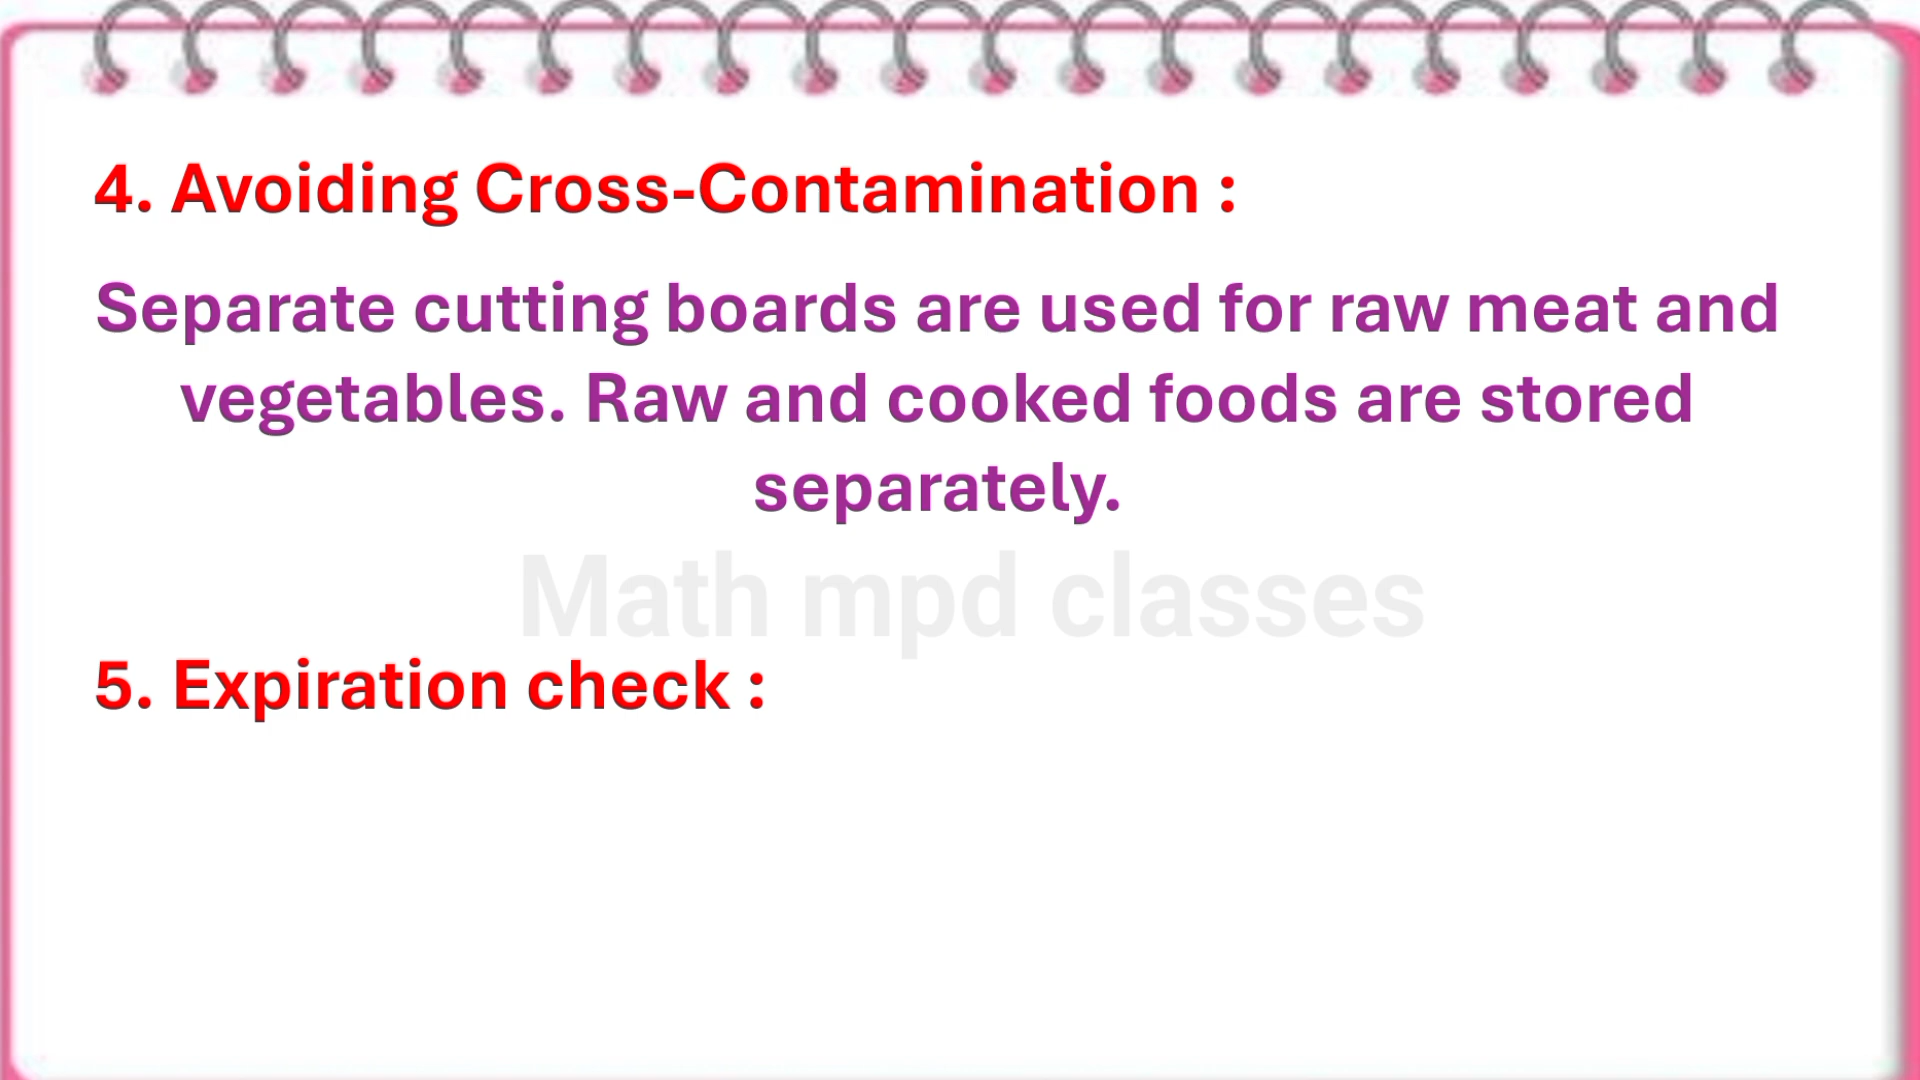 4. Avoiding Cross-Contamination :
Separate cutting boards are used for raw meat and
vegetables. Raw and cooked foods are stored
separately.
Math mpd classes
5. Expiration check :